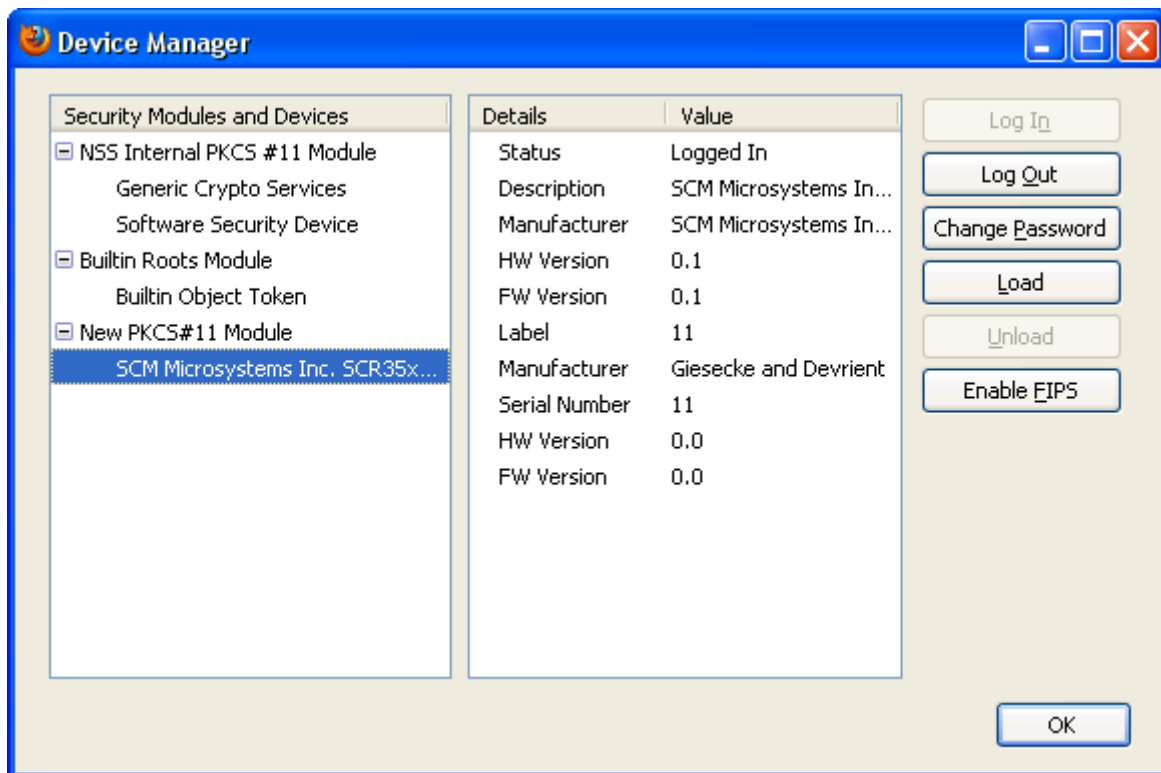 Device Manager
Security Modules and Devices
NSS Internal PKCS #11 Module
Generic Crypto Services
Software Security Device
Builtin Roots Module
Builtin Object Token
New PKCS#11 Module
SCM Microsystems Inc. SCR35x...
Details Value
Status Logged In
Description SCM Microsystems In...
Manufacturer SCM Microsystems In...
HW Version 0.1
FW Version 0.1
Label 11
Manufacturer Giesecke and Devrient
Serial Number 11
HW Version 0.0
FW Version 0.0
Log In
Log Out
Change Password
Load
Unload
Enable FIPS
OK